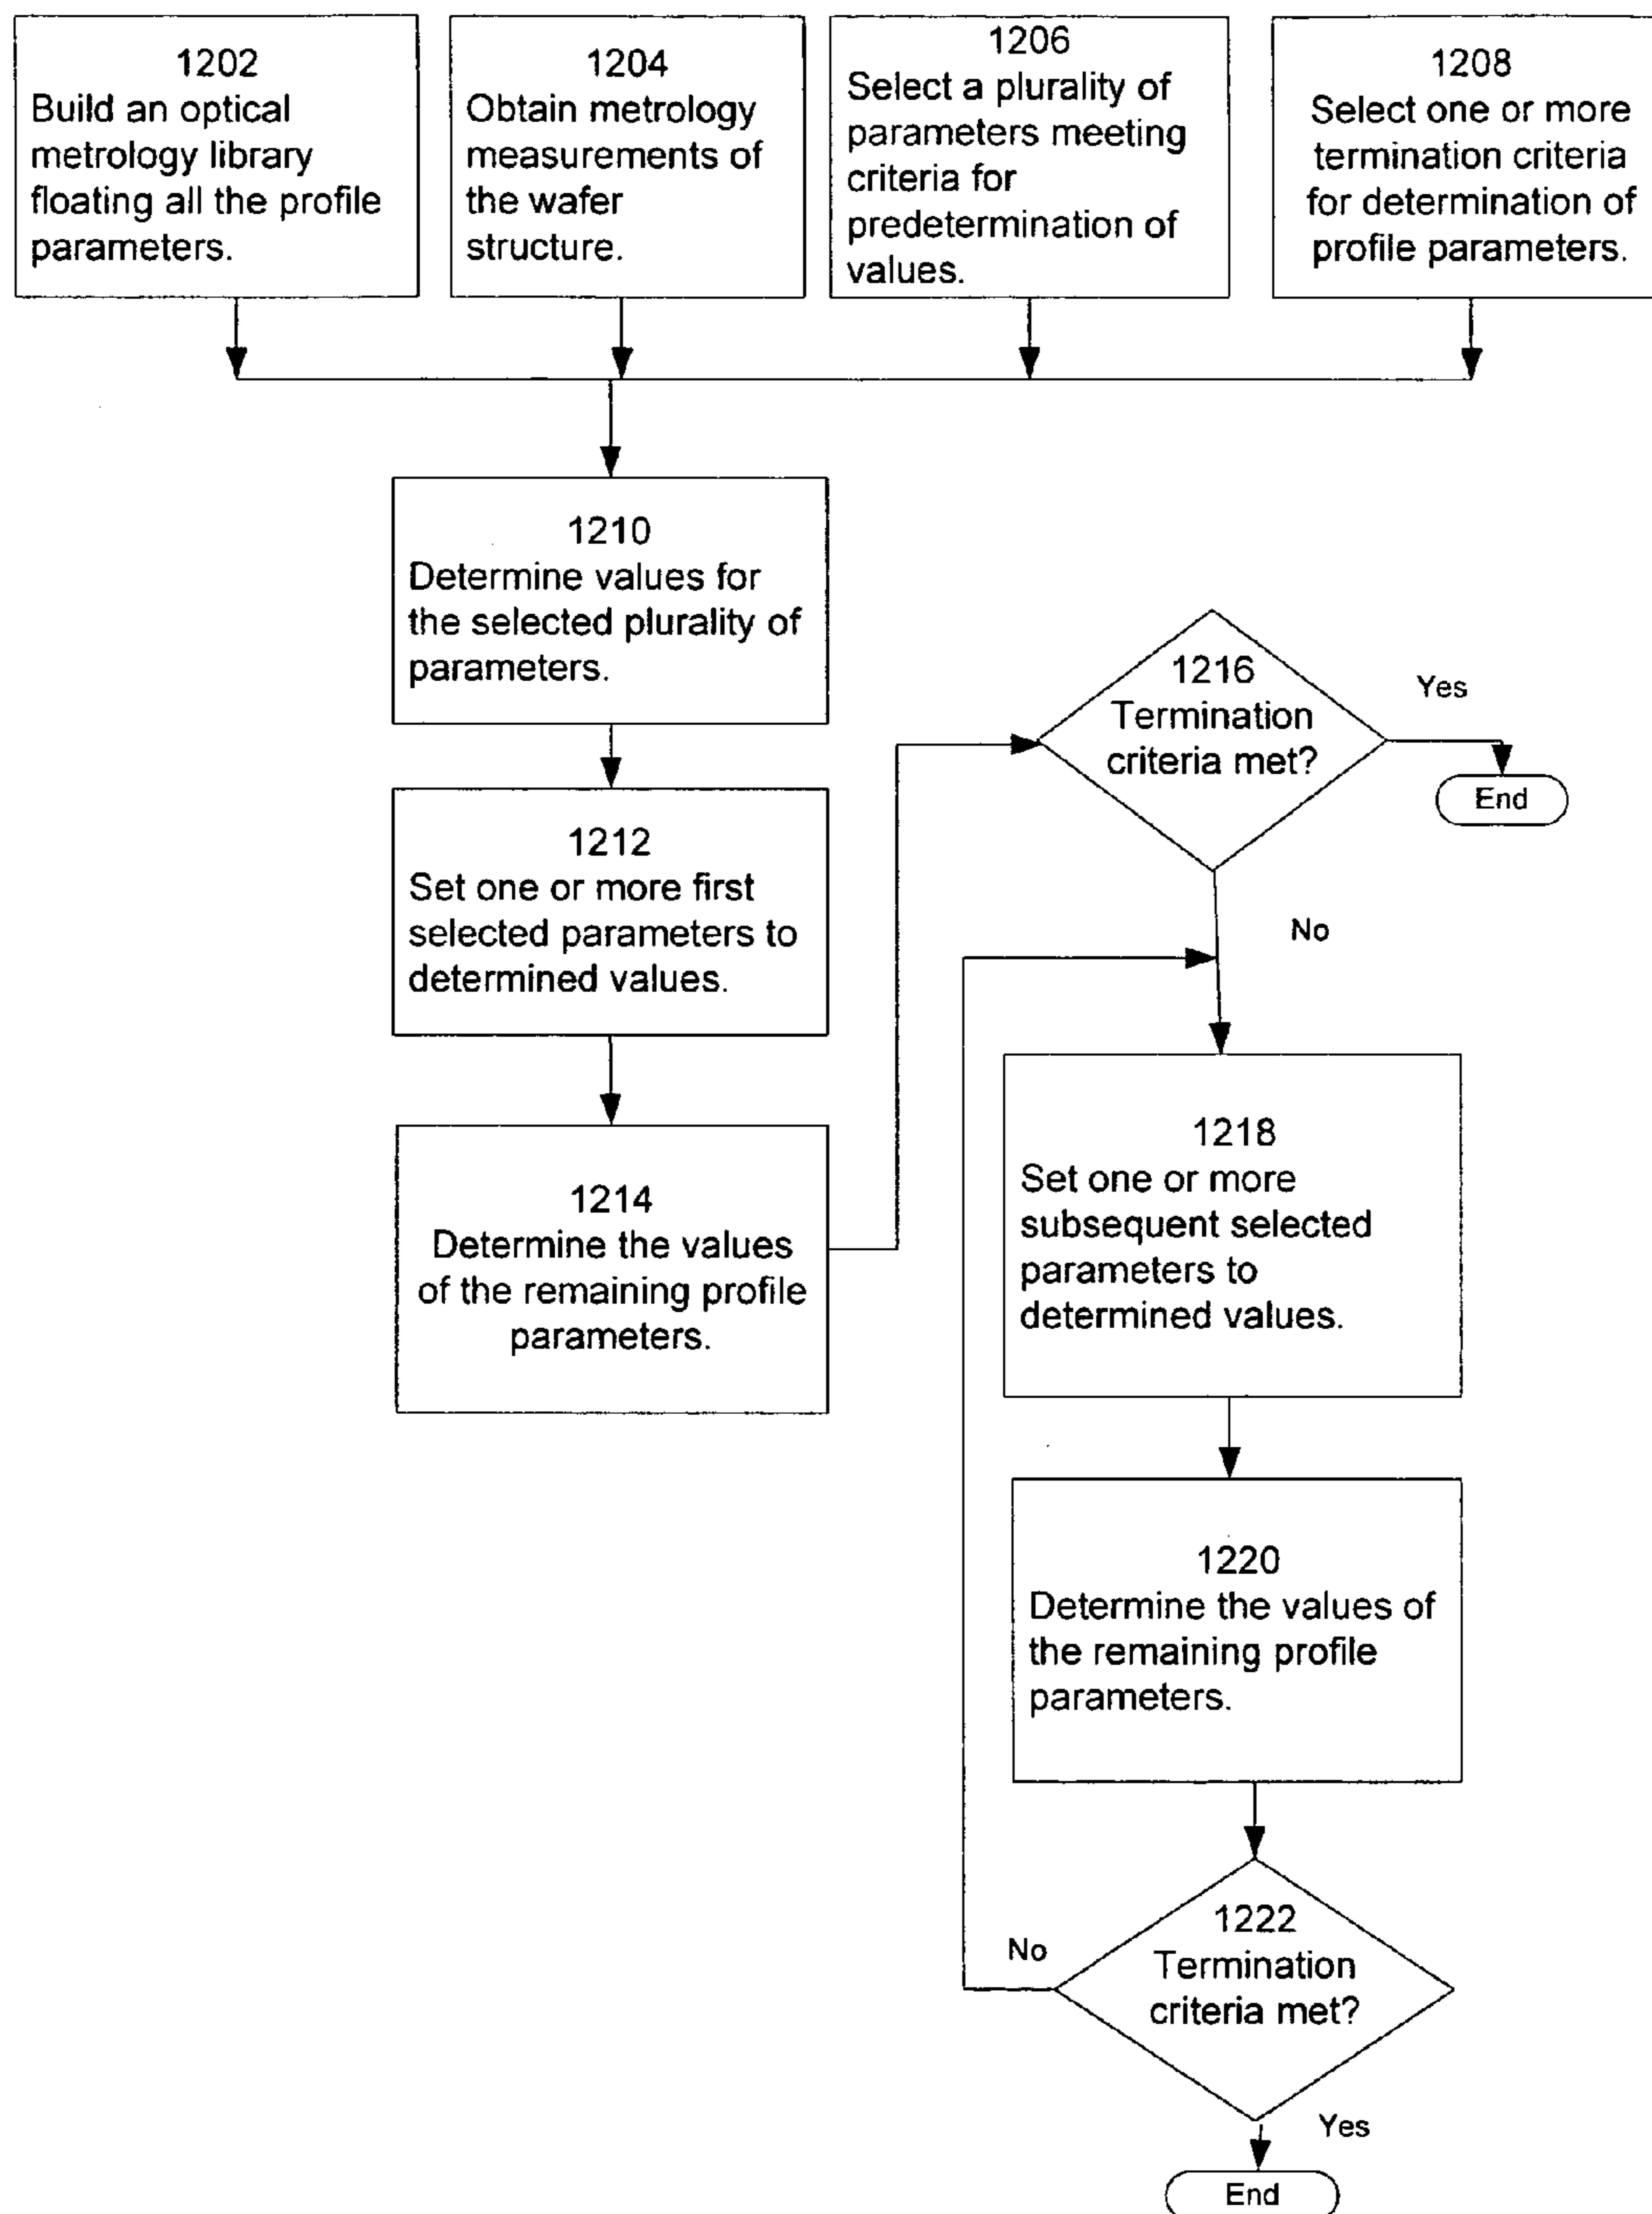 1202
Build an optical
metrology library
floating all the profile
parameters.
1204
Obtain metrology
measurements of
the wafer
structure.
1206
Select a plurality of
parameters meeting
criteria for
predetermination of
values.
1208
Select one or more
termination criteria
for determination of
profile parameters.
1210
Determine values for
the selected plurality of
parameters.
1212
Set one or more first
selected parameters to
determined values.
1214
Determine the values
of the remaining profile
parameters.
1216
Termination
criteria met?
Yes
End
No
1218
Set one or more
subsequent selected
parameters to
determined values.
1220
Determine the values of
the remaining profile
parameters.
1222
Termination
criteria met?
No
Yes
End